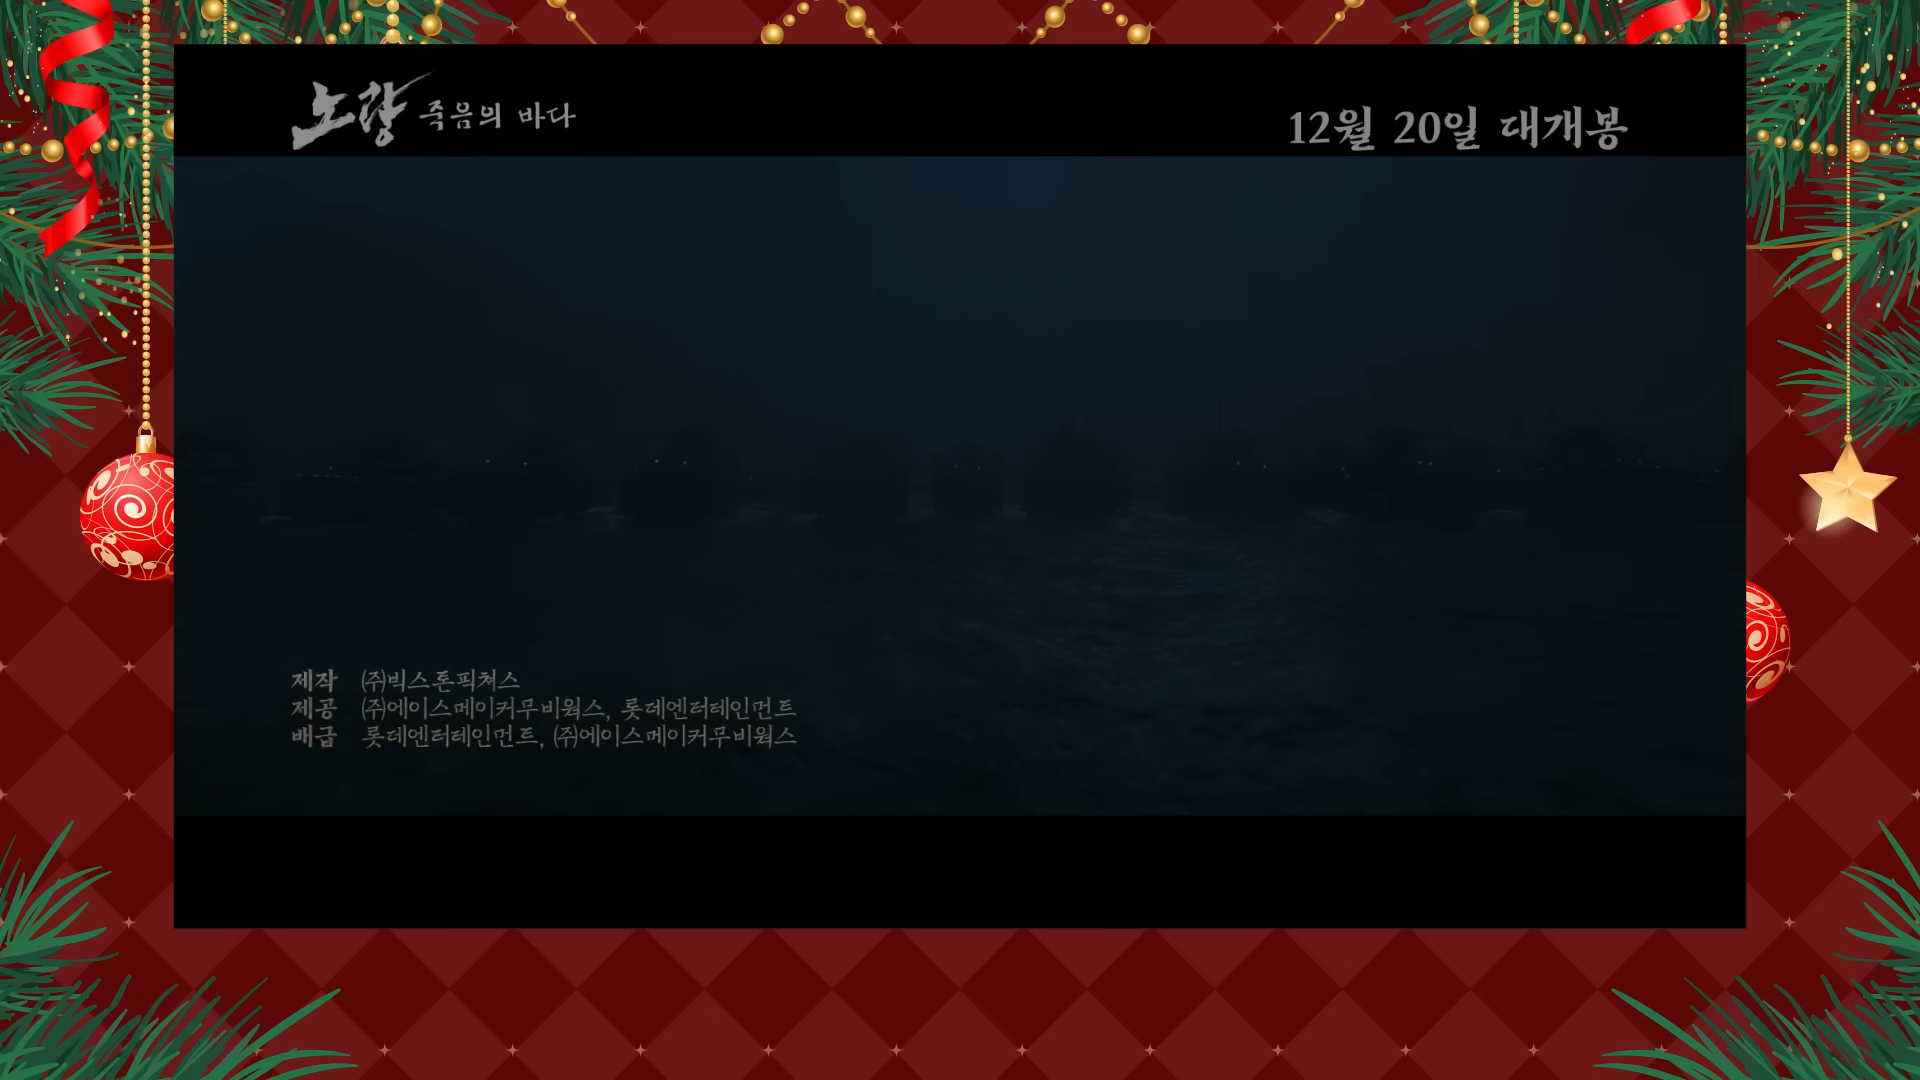 노량 죽음의 바다
12월 20일 대개봉
제작 ㈜빅스톤픽쳐스
제공 ㈜에이스메이커무비웍스, 롯데엔터테인먼트
배급 롯데엔터테인먼트, ㈜에이스메이커무비웍스